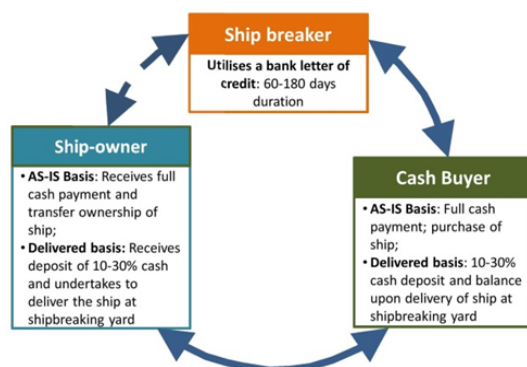 Ship breaker
Utilises a bank letter of
credit: 60-180 days
duration
Ship-owner
• AS-IS Basis: Receives full
cash payment and
transfer ownership of
ship;
• Delivered basis: Receives
deposit of 10-30% cash
and undertakes to
deliver the ship at
shipbreaking yard
Cash Buyer
• AS-IS Basis: Full cash
payment; purchase of
ship;
• Delivered basis: 10-30%
cash deposit and balance
upon delivery of ship at
shipbreaking yard